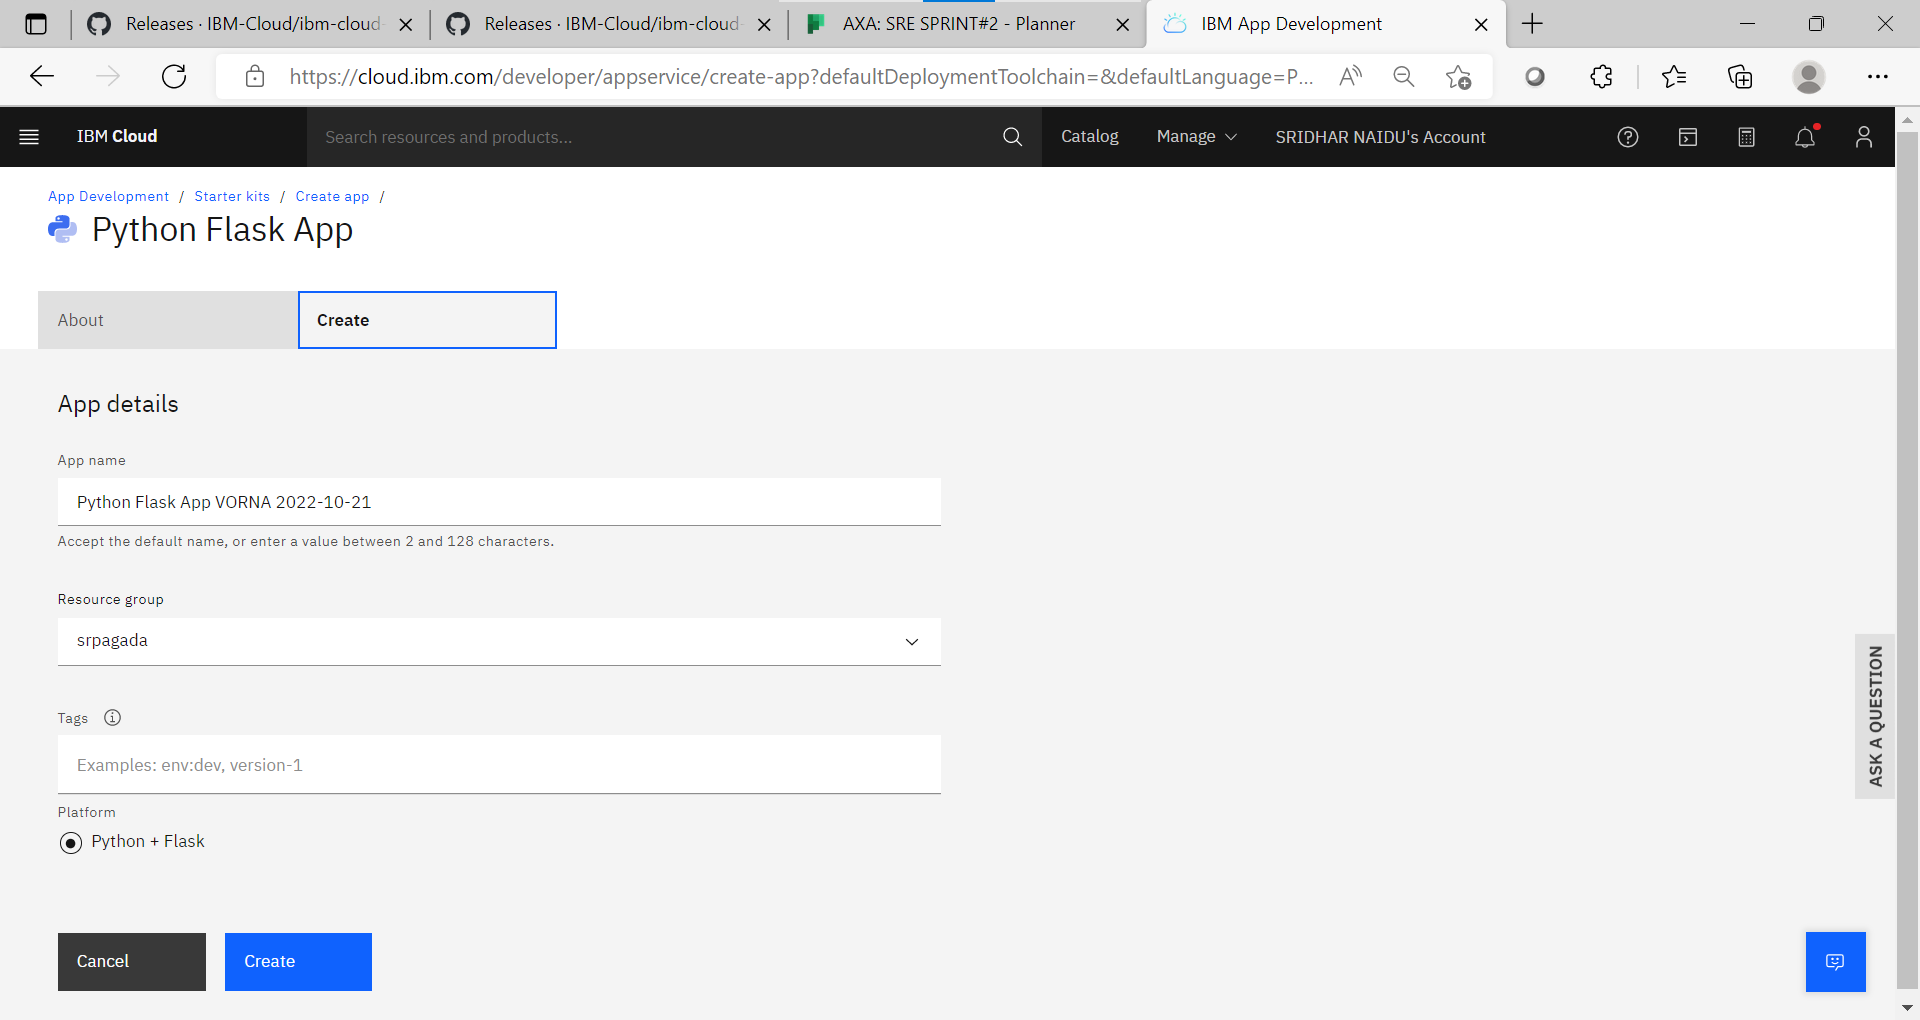 Releases · IBM-Cloud/ibm-cloud-
Releases · IBM-Cloud/ibm-cloud-
AXA: SRE SPRINT#2 - Planner
IBM App Development
https://cloud.ibm.com/developer/appservice/create-app?defaultDeploymentToolchain=&defaultLanguage=P...
IBM Cloud
Search resources and products...
Catalog
Manage
SRIDHAR NAIDU's Account
App Development / Starter kits / Create app /
Python Flask App
About
Create
App details
App name
Python Flask App VORNA 2022-10-21
Accept the default name, or enter a value between 2 and 128 characters.
Resource group
srpagada
Tags
Examples: env:dev, version-1
Platform
Python + Flask
Cancel
Create
ASK A QUESTION